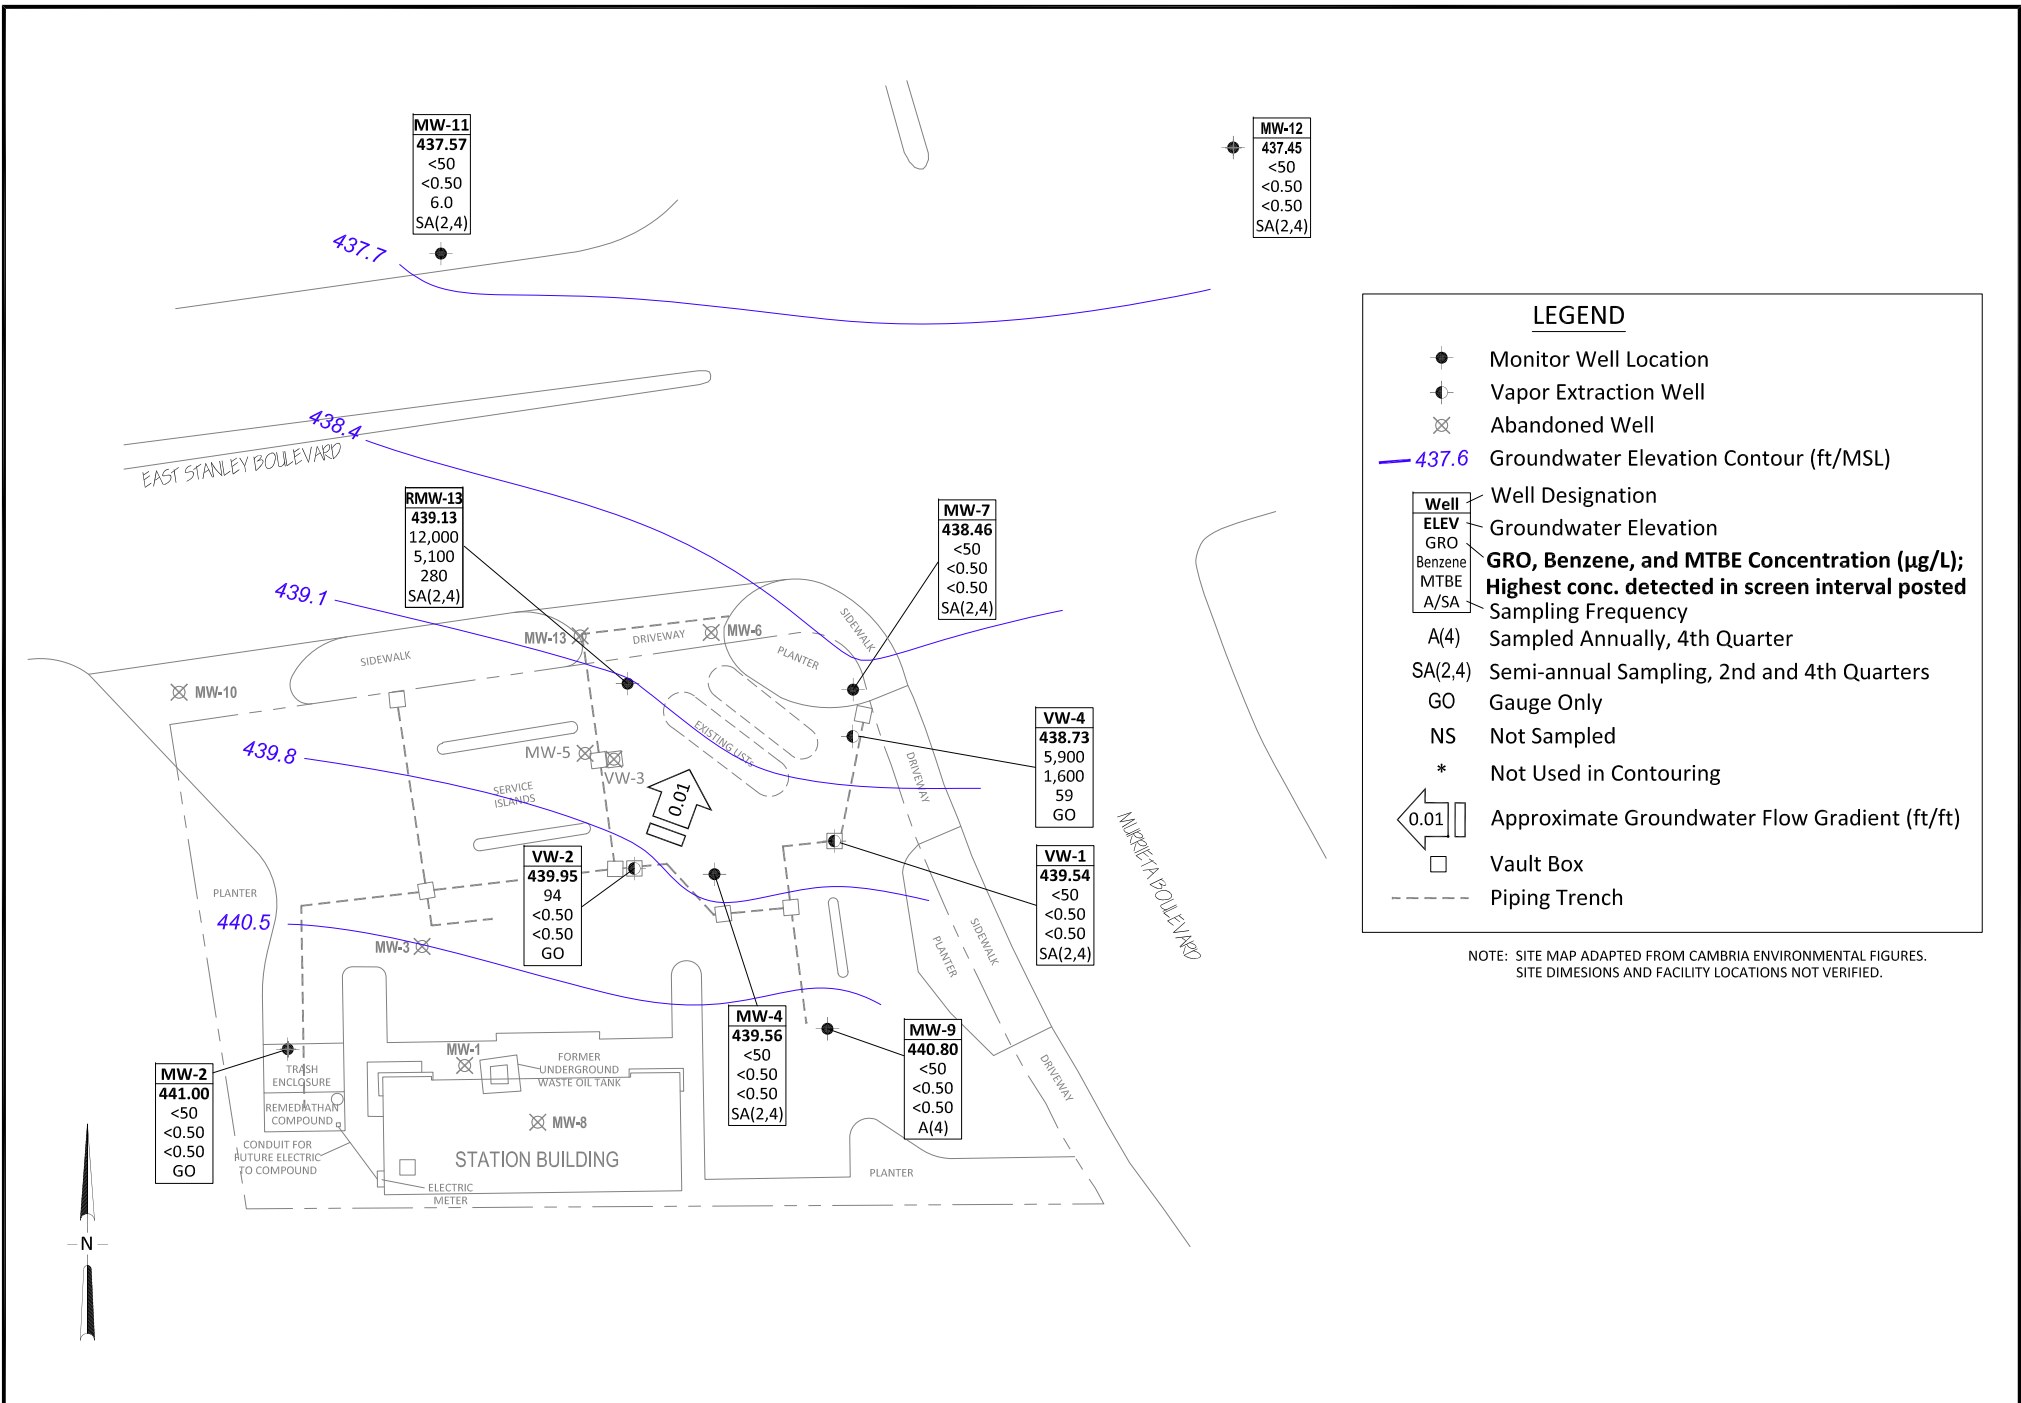 MW-11
437.57
<50
<0.50
6.0
SA(2,4)
MW-12
437.45
<50
<0.50
<0.50
SA(2,4)
437.7
438.4
EAST STANLEY BOULEVARD
RMW-13
439.13
12,000
5,100
280
SA(2,4)
MW-7
438.46
<50
<0.50
<0.50
SA(2,4)
439.1
MW-13
DRIVEWAY
MW-6
SIDEWALK
PLANTER
SIDEWALK
MW-10
439.8
MW-5
VW-3
EXISTING USTs
SERVICE
ISLANDS
0.01
DRIVEWAY
VW-4
438.73
5,900
1,600
59
GO
MURRIETA BOULEVARD
VW-2
439.95
94
<0.50
<0.50
GO
VW-1
439.54
<50
<0.50
<0.50
SA(2,4)
PLANTER
440.5
MW-3
PLANTER
SIDEWALK
DRIVEWAY
MW-4
439.56
<50
<0.50
<0.50
SA(2,4)
MW-9
440.80
<50
<0.50
<0.50
A(4)
MW-2
441.00
<50
<0.50
<0.50
GO
TRASH
ENCLOSURE
REMEDIATHAN
COMPOUND
CONDUIT FOR
FUTURE ELECTRIC
TO COMPOUND
MW-1
FORMER
UNDERGROUND
WASTE OIL TANK
MW-8
STATION BUILDING
ELECTRIC
METER
PLANTER
N
LEGEND
Monitor Well Location
Vapor Extraction Well
Abandoned Well
437.6 Groundwater Elevation Contour (ft/MSL)
Well
ELEV
GRO
Benzene
MTBE
A/SA
Well Designation
Groundwater Elevation
GRO, Benzene, and MTBE Concentration (µg/L);
Highest conc. detected in screen interval posted
Sampling Frequency
A(4) Sampled Annually, 4th Quarter
SA(2,4) Semi-annual Sampling, 2nd and 4th Quarters
GO Gauge Only
NS Not Sampled
* Not Used in Contouring
0.01 Approximate Groundwater Flow Gradient (ft/ft)
Vault Box
Piping Trench
NOTE: SITE MAP ADAPTED FROM CAMBRIA ENVIRONMENTAL FIGURES.
SITE DIMESIONS AND FACILITY LOCATIONS NOT VERIFIED.